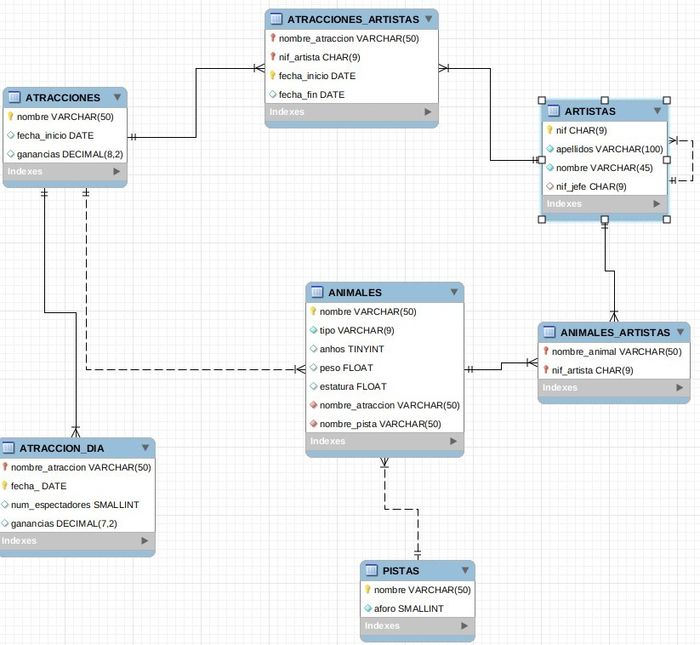 ATRACCIONES_ARTISTAS
nombre_atraccion VARCHAR(50)
nif_artista CHAR(9)
fecha_inicio DATE
fecha_fin DATE
Indexes
ATRACCIONES
nombre VARCHAR(50)
fecha_inicio DATE
ganancias DECIMAL(8,2)
Indexes
ARTISTAS
nif CHAR(9)
apellidos VARCHAR(100)
nombre VARCHAR(45)
nif_jefe CHAR(9)
Indexes
ANIMALES
nombre VARCHAR(50)
tipo VARCHAR(9)
anhos TINYINT
peso FLOAT
estatura FLOAT
nombre_atraccion VARCHAR(50)
nombre_pista VARCHAR(50)
Indexes
ANIMALES_ARTISTAS
nombre_animal VARCHAR(50)
nif_artista CHAR(9)
Indexes
ATRACCION_DIA
nombre_atraccion VARCHAR(50)
fecha_ DATE
num_espectadores SMALLINT
ganancias DECIMAL(7,2)
Indexes
PISTAS
nombre VARCHAR(50)
aforo SMALLINT
Indexes